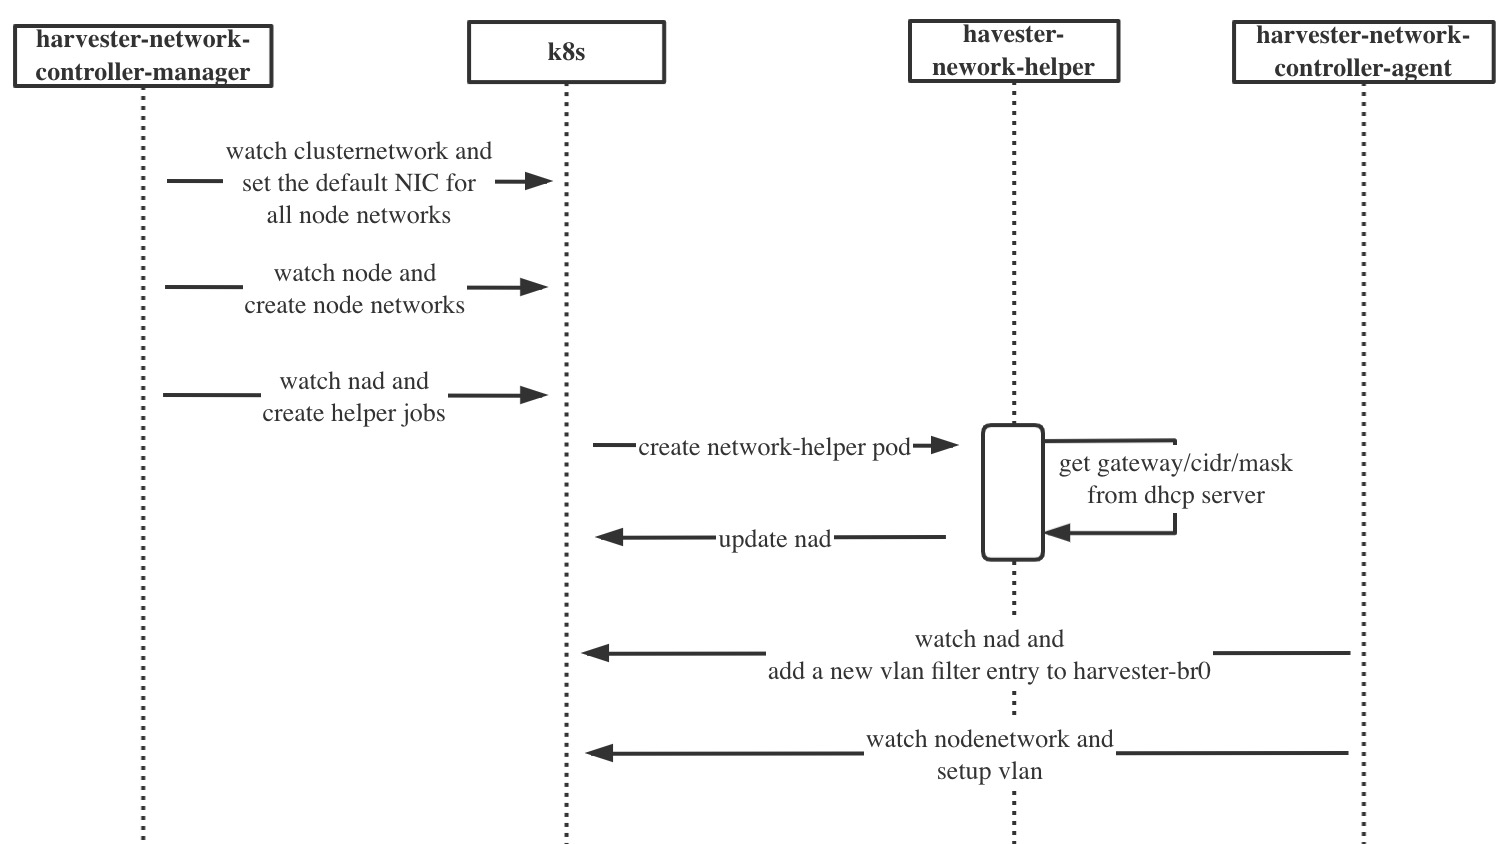 harvester-network-
controller-manager
k8s
havester-
nework-helper
harvester-network-
controller-agent
watch clusternetwork and
set the default NIC for
all node networks
watch node and
create node networks
watch nad and
create helper jobs
create network-helper pod
get gateway/cidr/mask
from dhcp server
update nad
watch nad and
add a new vlan filter entry to harvester-br0
watch nodenetwork and
setup vlan